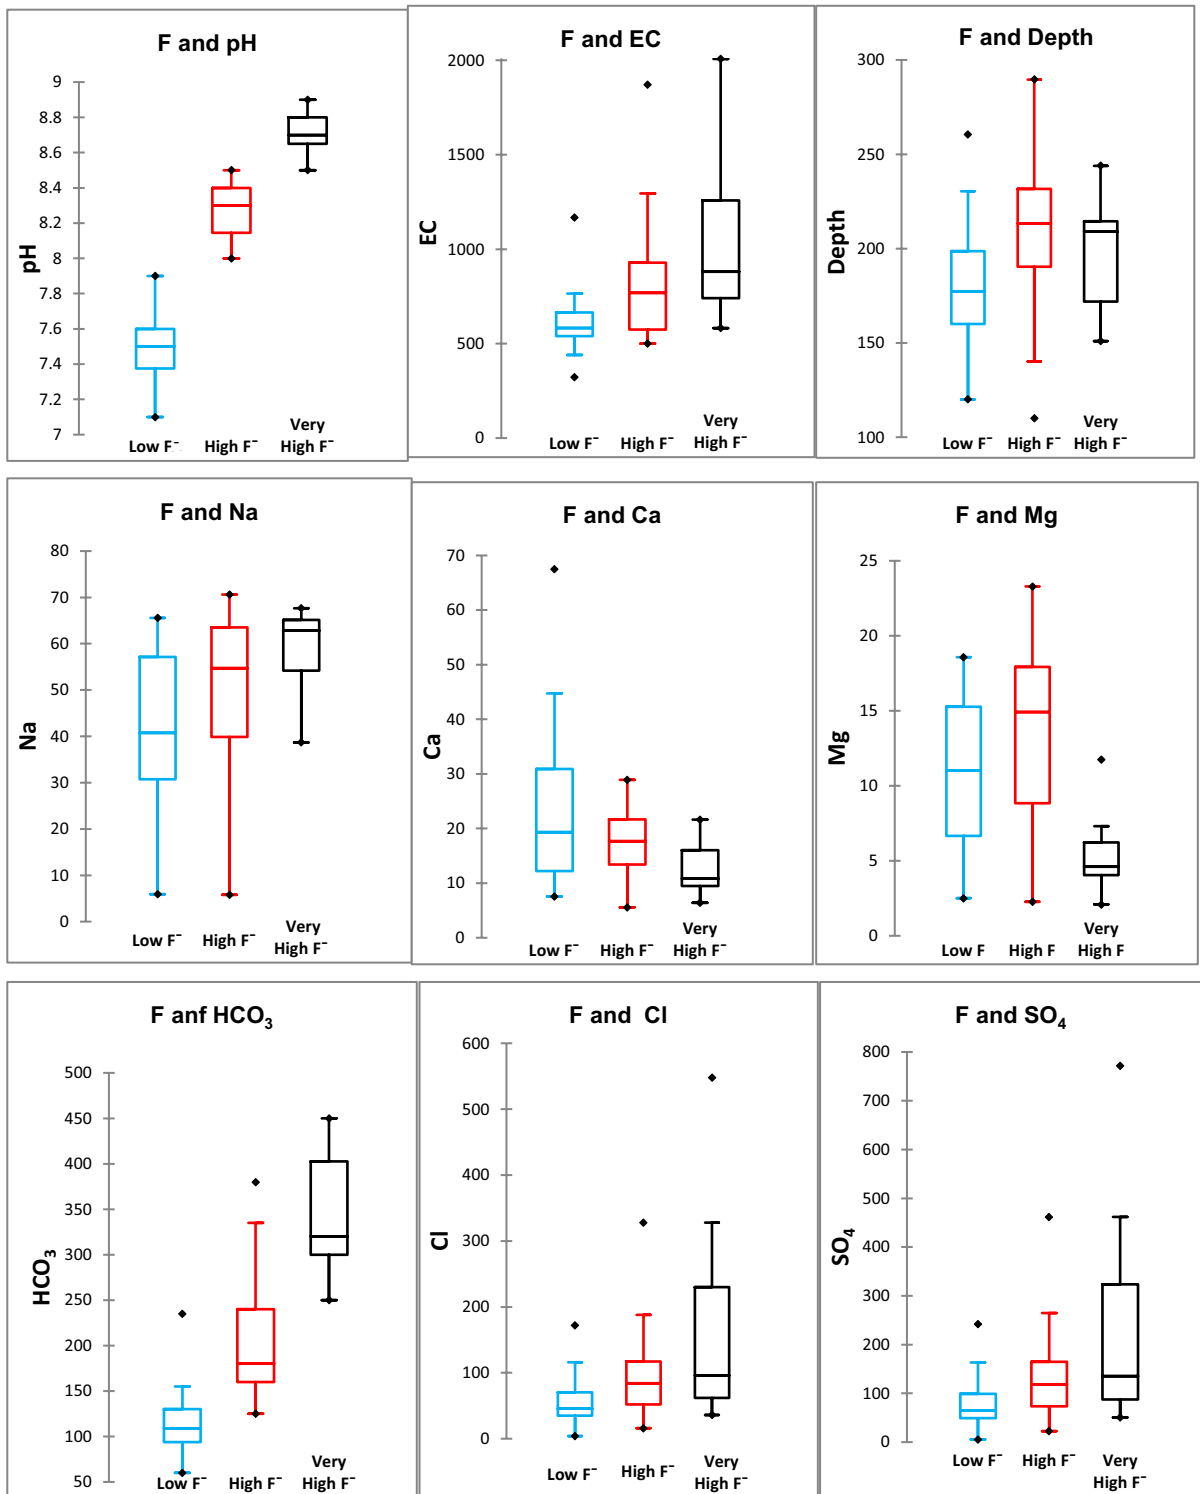 F and pH
9
8.8
8.6
8.4
8.2
8
7.8
7.6
7.4
7.2
7
pH
Low F⁻
High F⁻
Very
High F⁻
F and EC
2000
1500
1000
500
0
EC
Low F⁻
High F⁻
Very
High F⁻
F and Depth
300
250
200
150
100
Depth
Low F⁻
High F⁻
Very
High F⁻
F and Na
80
70
60
50
40
30
20
10
0
Na
Low F⁻
High F⁻
Very
High F⁻
F and Ca
70
60
50
40
30
20
10
0
Ca
Low F⁻
High F⁻
Very
High F⁻
F and Mg
25
20
15
10
5
0
Mg
Low F
High F
Very
High F
F anf HCO₃
500
450
400
350
300
250
200
150
100
50
HCO₃
Low F⁻
High F⁻
Very
High F⁻
F and Cl
600
500
400
300
200
100
0
Cl
Low F⁻
High F⁻
Very
High F⁻
F and SO₄
800
700
600
500
400
300
200
100
0
SO₄
Low F⁻
High F⁻
Very
High F⁻